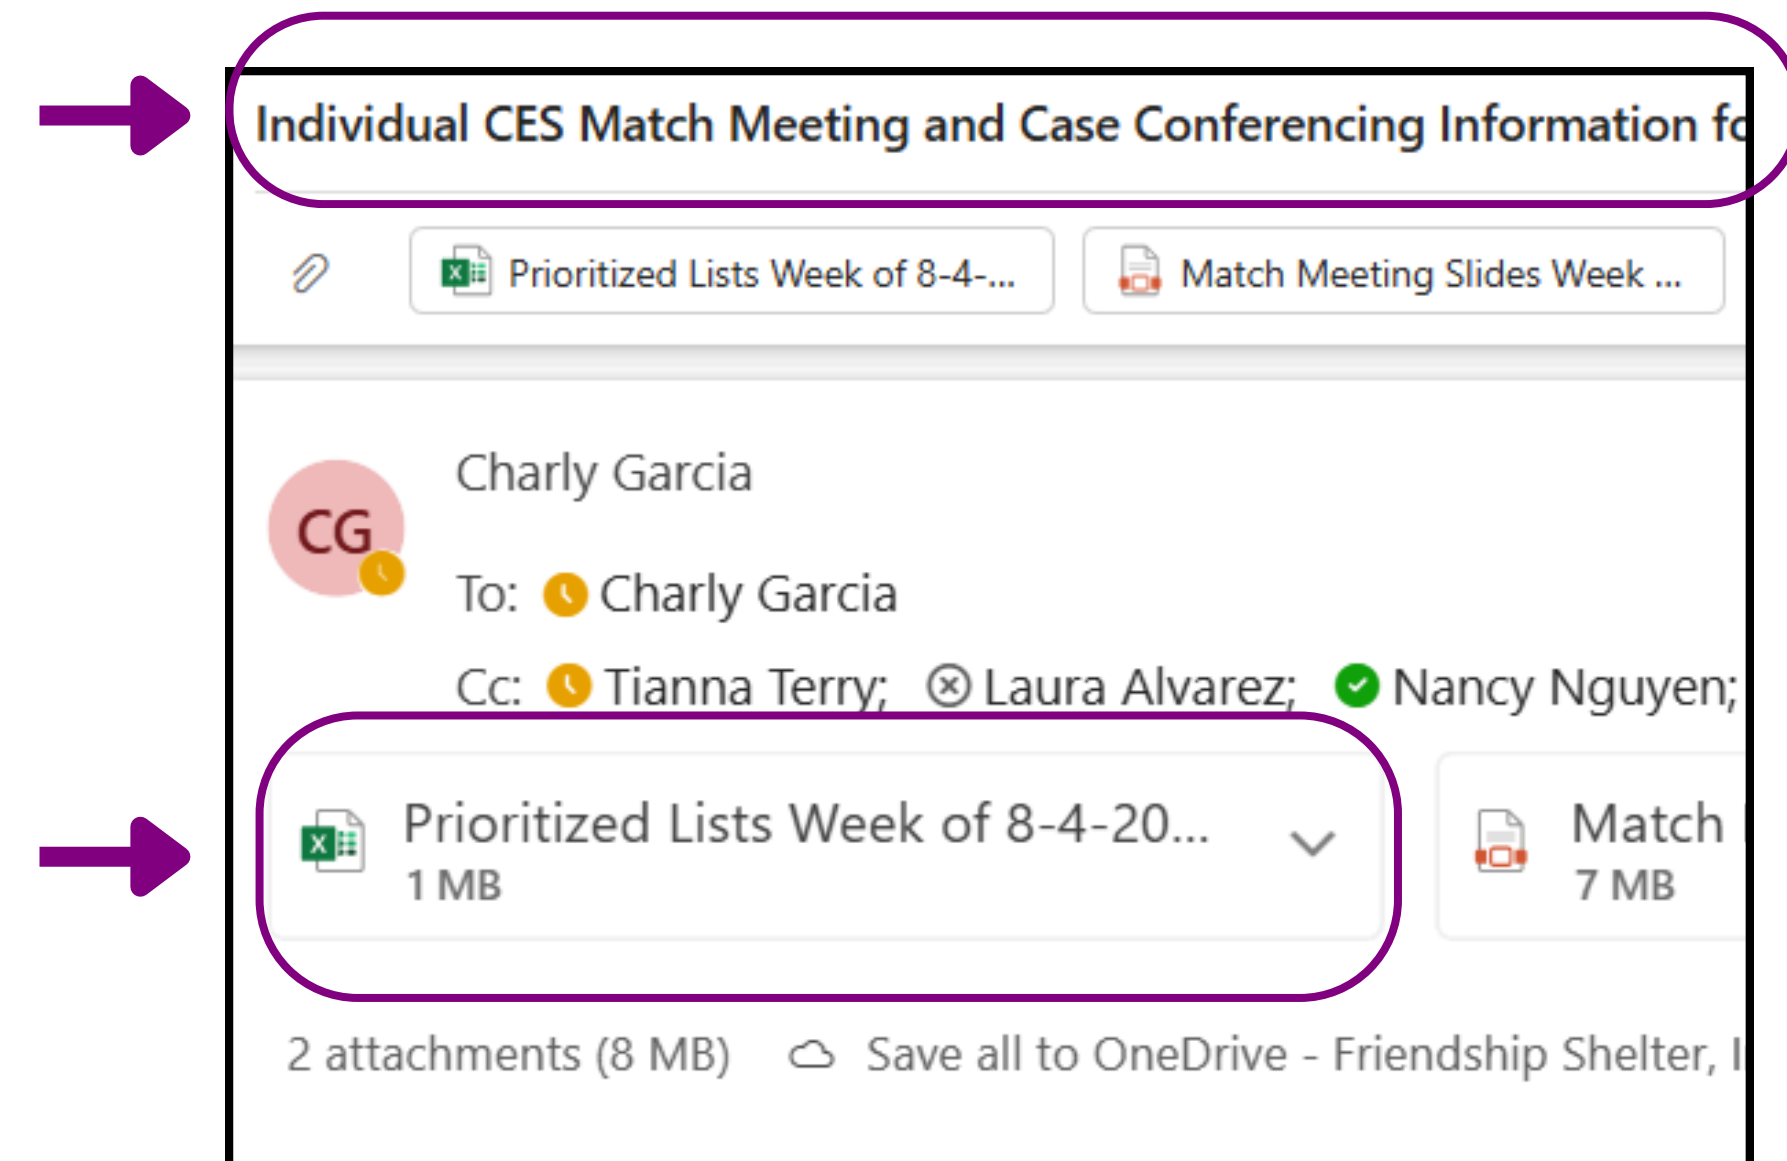 Individual CES Match Meeting and Case Conferencing Information fo
Prioritized Lists Week of 8-4-... Match Meeting Slides Week ...
Charly Garcia
CG
To: Charly Garcia
Cc: Tianna Terry; Laura Alvarez; Nancy Nguyen;
Prioritized Lists Week of 8-4-20... Match
1 MB 7 MB
2 attachments (8 MB) Save all to OneDrive - Friendship Shelter, I